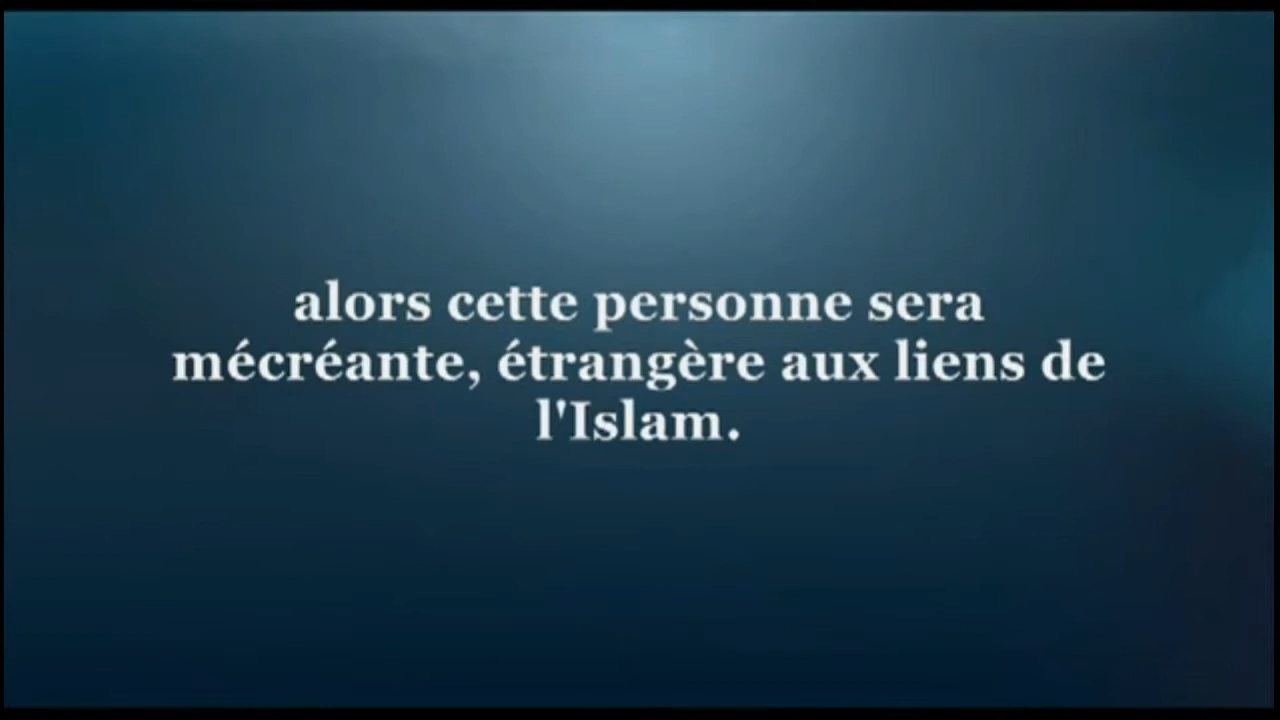 alors cette personne sera
mécréante, étrangère aux liens de
l'Islam.